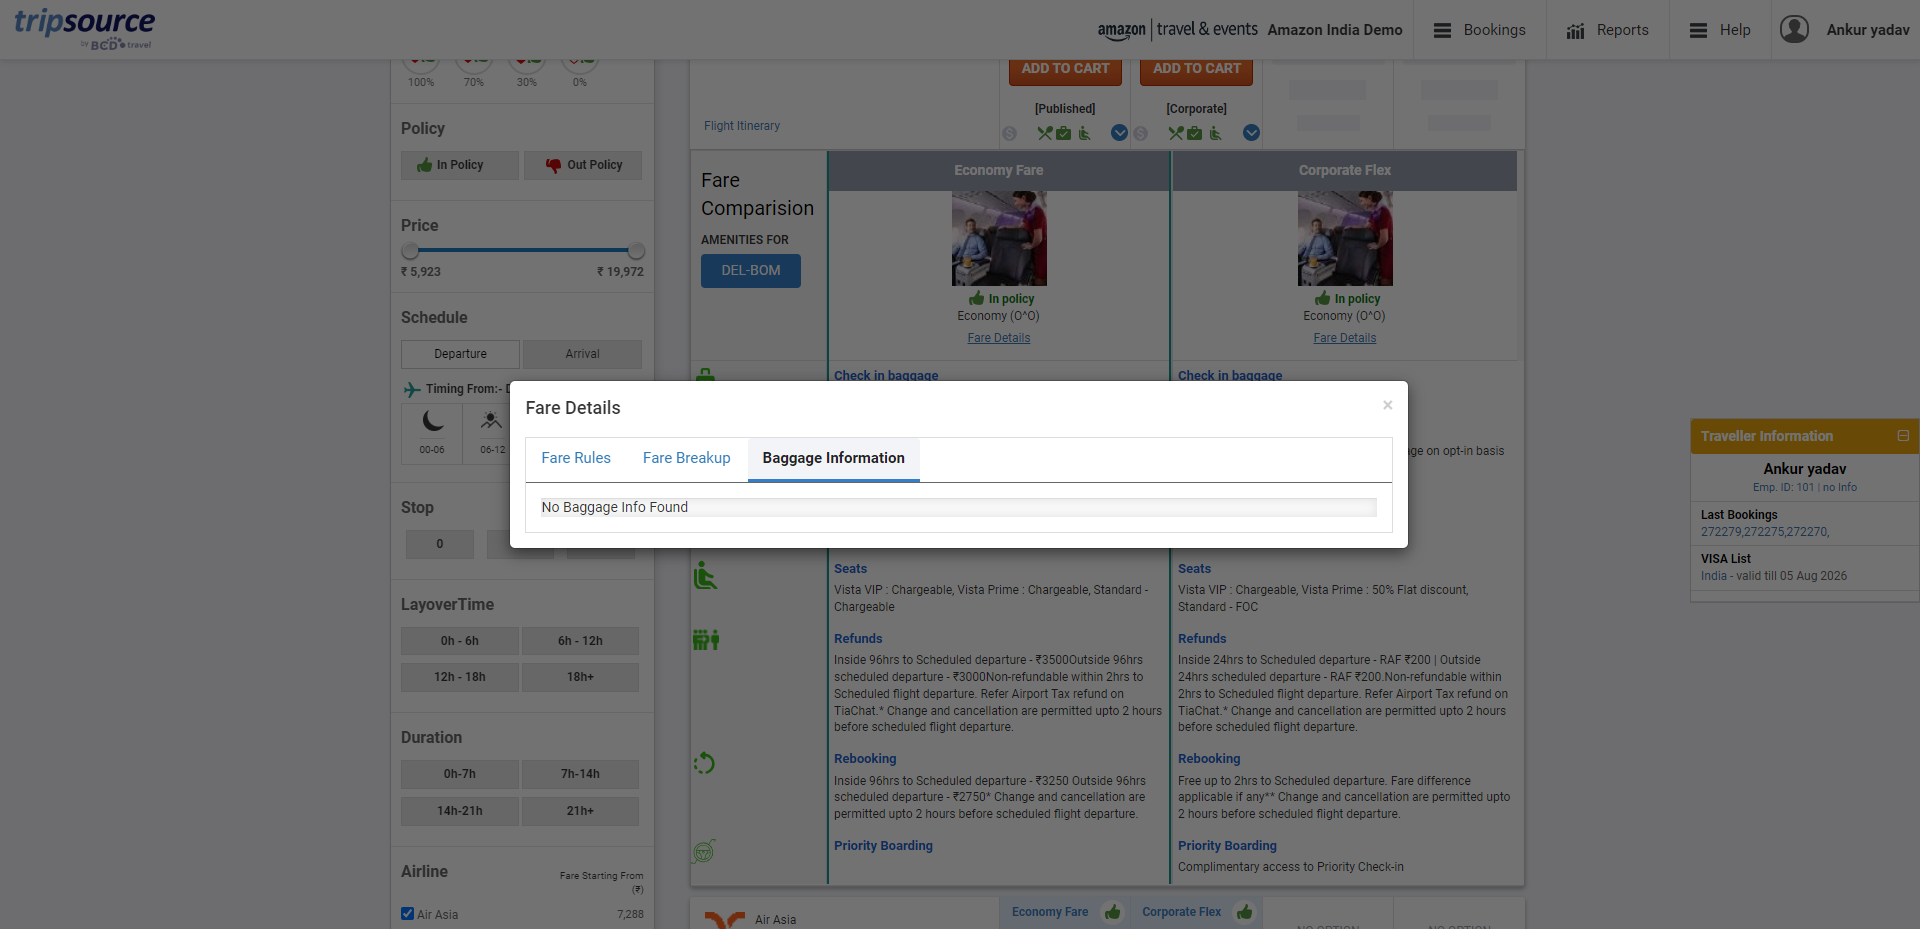 tripsource
by BCD travel
amazon | travel & events Amazon India Demo
Bookings
Reports
Help
Ankur yadav
100% 70% 30% 0%
Policy
In Policy
Out Policy
Price
₹ 5,923
₹ 19,972
Schedule
Departure
Arrival
Timing From:- D
00-06
06-12
Stop
0
LayoverTime
0h - 6h
6h - 12h
12h - 18h
18h+
Duration
0h-7h
7h-14h
14h-21h
21h+
Airline
Fare Starting From
(₹)
Air Asia
7,288
ADD TO CART
ADD TO CART
[Published]
[Corporate]
Flight Itinerary
Fare
Comparision
AMENITIES FOR
DEL-BOM
Economy Fare
In policy
Economy (O^O)
Fare Details
Corporate Flex
In policy
Economy (O^O)
Fare Details
Check in baggage
Check in baggage
ge on opt-in basis
Fare Details
×
Fare Rules
Fare Breakup
Baggage Information
No Baggage Info Found
Seats
Vista VIP : Chargeable, Vista Prime : Chargeable, Standard -
Chargeable
Refunds
Inside 96hrs to Scheduled departure - ₹3500Outside 96hrs
scheduled departure - ₹3000Non-refundable within 2hrs to
Scheduled flight departure. Refer Airport Tax refund on
TiaChat.* Change and cancellation are permitted upto 2 hours
before scheduled flight departure.
Rebooking
Inside 96hrs to Scheduled departure - ₹3250 Outside 96hrs
scheduled departure - ₹2750* Change and cancellation are
permitted upto 2 hours before scheduled flight departure.
Priority Boarding
Seats
Vista VIP : Chargeable, Vista Prime : 50% Flat discount,
Standard - FOC
Refunds
Inside 24hrs to Scheduled departure - RAF ₹200 | Outside
24hrs scheduled departure - RAF ₹200.Non-refundable within
2hrs to Scheduled flight departure. Refer Airport Tax refund on
TiaChat.* Change and cancellation are permitted upto 2 hours
before scheduled flight departure.
Rebooking
Free up to 2hrs to Scheduled departure. Fare difference
applicable if any** Change and cancellation are permitted upto
2 hours before scheduled flight departure.
Priority Boarding
Complimentary access to Priority Check-in
Air Asia
Economy Fare
Corporate Flex
NO OPTION
NO OPTION
Traveller Information
Ankur yadav
Emp. ID: 101 | no Info
Last Bookings
272279,272275,272270,
VISA List
India - valid till 05 Aug 2026